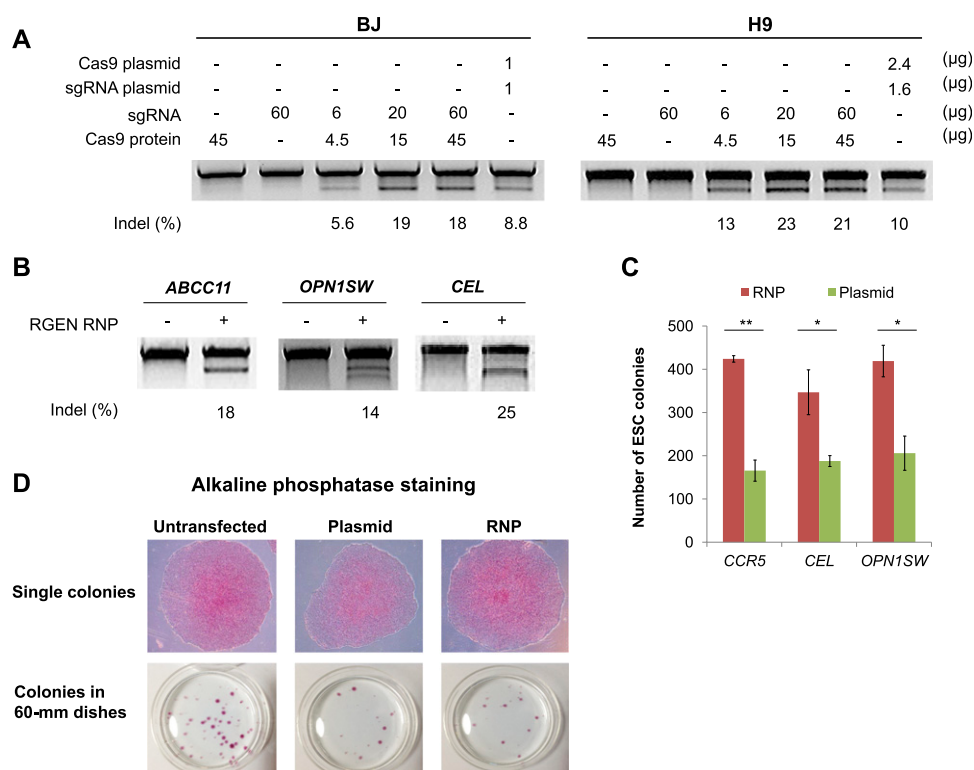 A
BJ
H9
Cas9 plasmid - - - - - 1 - - - - - 2.4 (µg)
sgRNA plasmid - - - - - 1 - - - - - 1.6 (µg)
sgRNA - 60 6 20 60 - - 60 6 20 60 - (µg)
Cas9 protein 45 - 4.5 15 45 - 45 - 4.5 15 45 - (µg)
Indel (%) 5.6 19 18 8.8 13 23 21 10
B
ABCC11 OPN1SW CEL
RGEN RNP - + - + - +
Indel (%) 18 14 25
C
RNP Plasmid
** * *
500
400
300
200
100
0
Number of ESC colonies
CCR5 CEL OPN1SW
D
Alkaline phosphatase staining
Untransfected Plasmid RNP
Single colonies
Colonies in
60-mm dishes